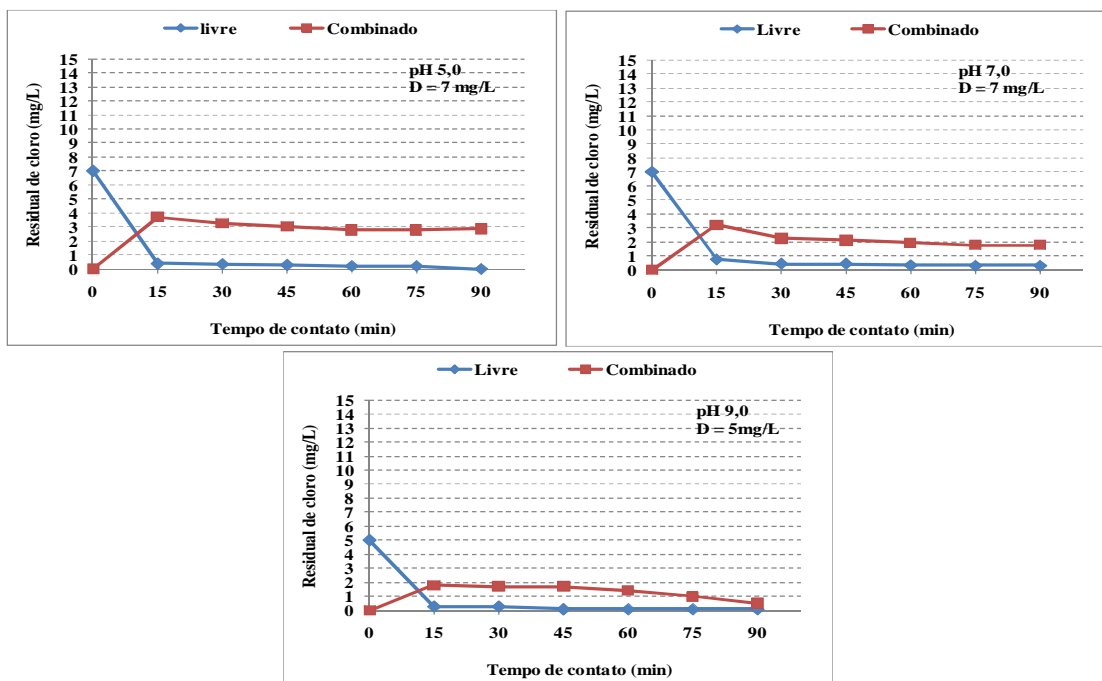 livre Combinado
pH 5,0
D = 7 mg/L
Residual de cloro (mg/L)
15
14
13
12
11
10
9
8
7
6
5
4
3
2
1
0
0 15 30 45 60 75 90
Tempo de contato (min)
Livre Combinado
pH 7,0
D = 7 mg/L
Residual de cloro (mg/L)
15
14
13
12
11
10
9
8
7
6
5
4
3
2
1
0
0 15 30 45 60 75 90
Tempo de contato (min)
Livre Combinado
pH 9,0
D = 5mg/L
Residual de cloro (mg/L)
15
14
13
12
11
10
9
8
7
6
5
4
3
2
1
0
0 15 30 45 60 75 90
Tempo de contato (min)